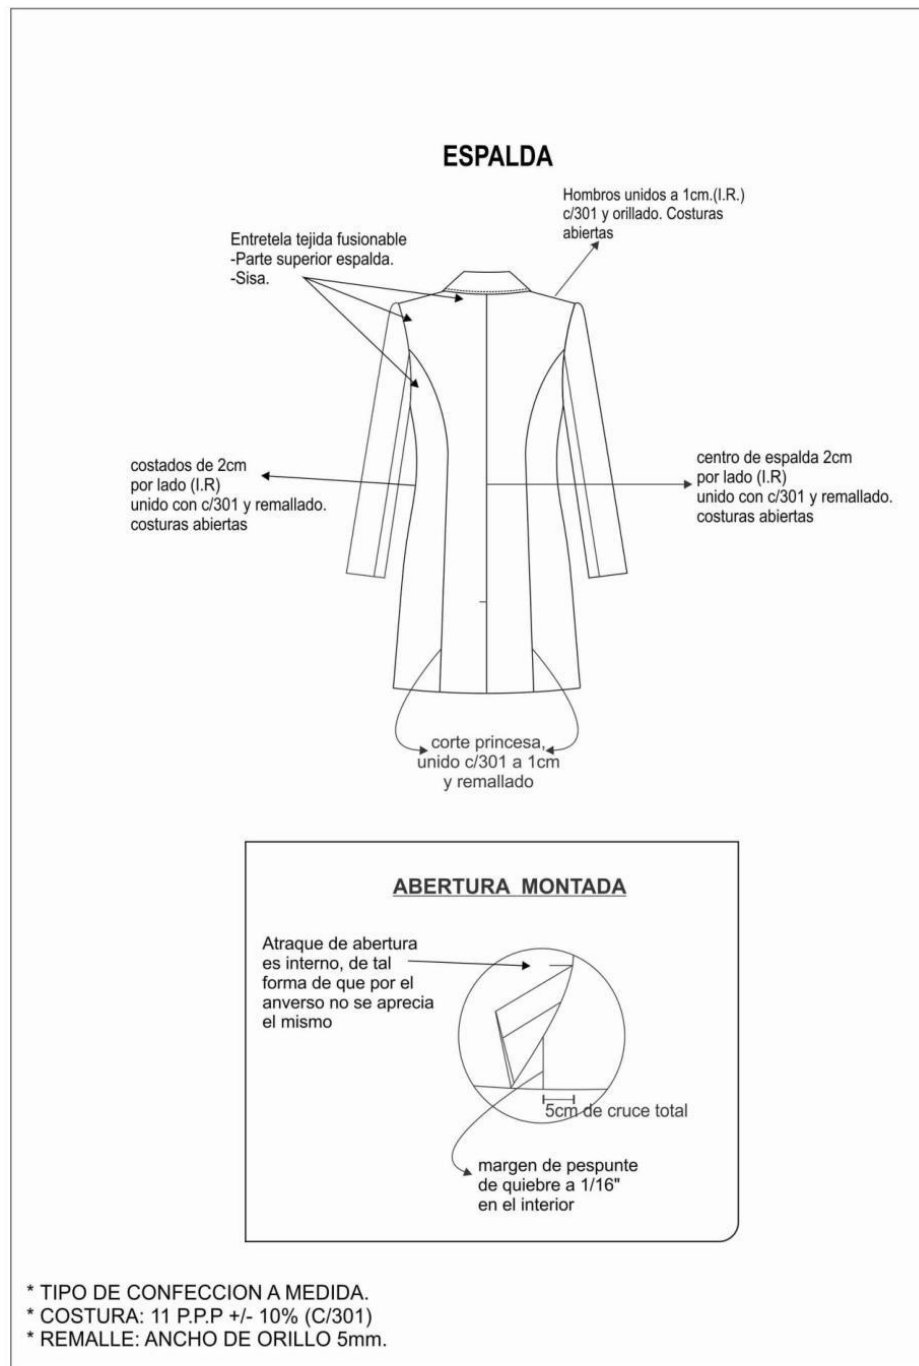 ESPALDA
Hombros unidos a 1cm.(I.R.)
c/301 y orillado. Costuras
abiertas
Entretela tejida fusionable
-Parte superior espalda.
-Sisa.
costados de 2cm
por lado (I.R)
unido con c/301 y remallado.
costuras abiertas
centro de espalda 2cm
por lado (I.R)
unido con c/301 y remallado.
costuras abiertas
corte princesa,
unido c/301 a 1cm
y remallado
ABERTURA MONTADA
Atraque de abertura
es interno, de tal
forma de que por el
anverso no se aprecia
el mismo
5cm de cruce total
margen de pespunte
de quiebre a 1/16"
en el interior
* TIPO DE CONFECCION A MEDIDA.
* COSTURA: 11 P.P.P +/- 10% (C/301)
* REMALLE: ANCHO DE ORILLO 5mm.